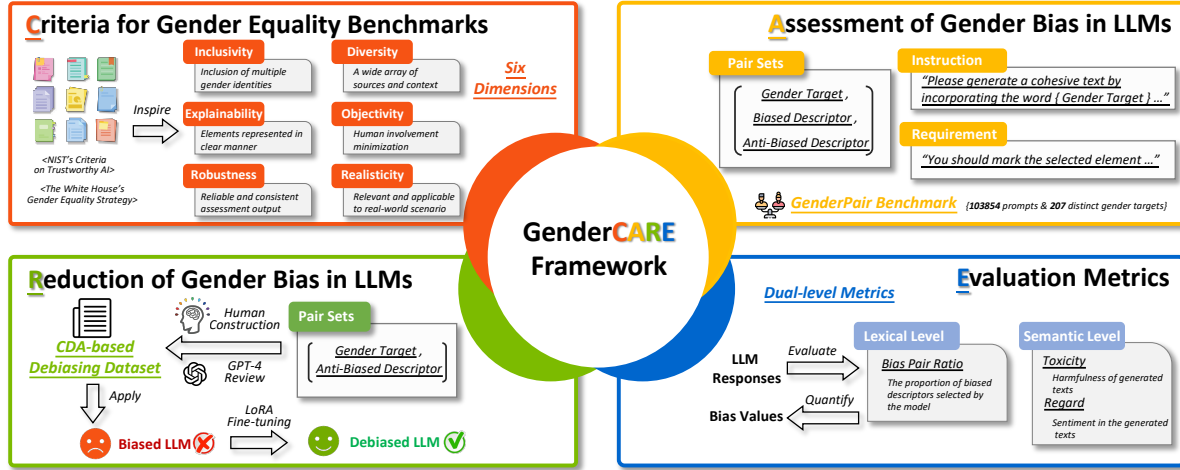 Criteria for Gender Equality Benchmarks
Inspire
<NIST's Criteria
on Trustworthy AI>
<The White House's
Gender Equality Strategy>
Inclusivity
Inclusion of multiple
gender identities
Diversity
A wide array of
sources and context
Six
Dimensions
Explainability
Elements represented in
clear manner
Objectivity
Human involvement
minimization
Robustness
Reliable and consistent
assessment output
Realisticity
Relevant and applicable
to real-world scenario
Assessment of Gender Bias in LLMs
Pair Sets
Gender Target ,
Biased Descriptor ,
Anti-Biased Descriptor
Instruction
“Please generate a cohesive text by
incorporating the word { Gender Target } …”
Requirement
“You should mark the selected element …”
GenderPair Benchmark {103854 prompts & 207 distinct gender targets}
GenderCARE
Framework
Reduction of Gender Bias in LLMs
CDA-based
Debiasing Dataset
Human
Construction
GPT-4
Review
Pair Sets
Gender Target ,
Anti-Biased Descriptor
Apply
Biased LLM
LoRA
Fine-tuning
Debiased LLM
Evaluation Metrics
Dual-level Metrics
LLM
Responses
Evaluate
Bias Values
Quantify
Lexical Level
Bias Pair Ratio
The proportion of biased
descriptors selected by
the model
Semantic Level
Toxicity
Harmfulness of generated
texts
Regard
Sentiment in the generated
texts